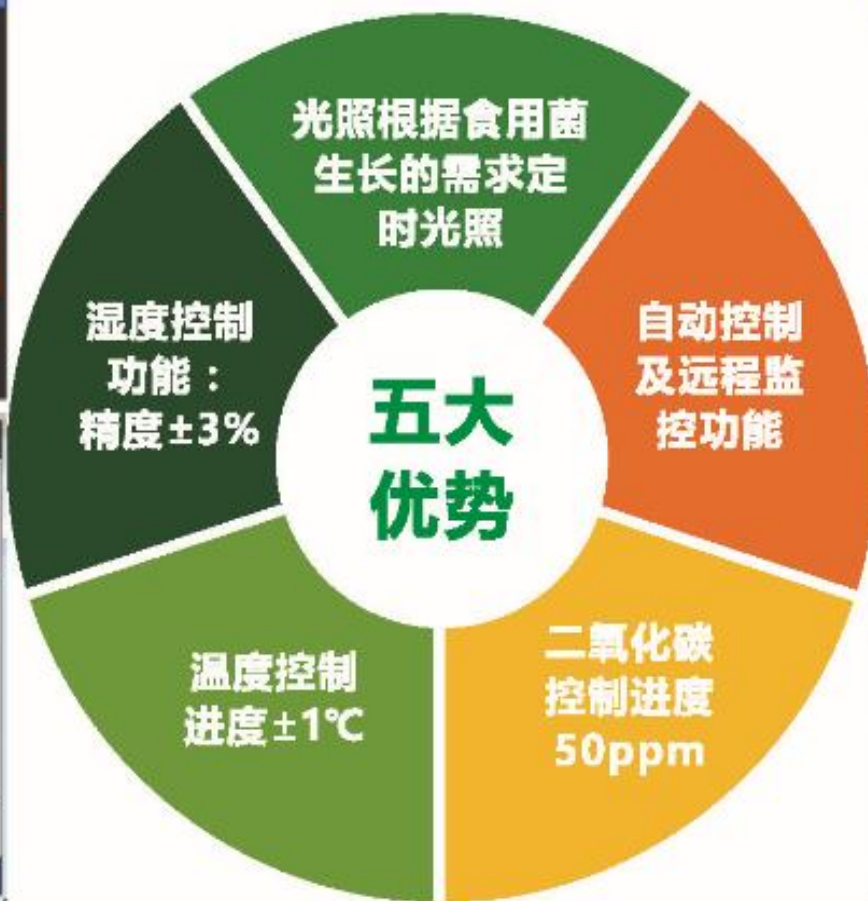 光照根据食用菌
生长的需求定
时光照
湿度控制
功能：
精度±3%
自动控制
及远程监
控功能
五大
优势
温度控制
进度±1℃
二氧化碳
控制进度
50ppm